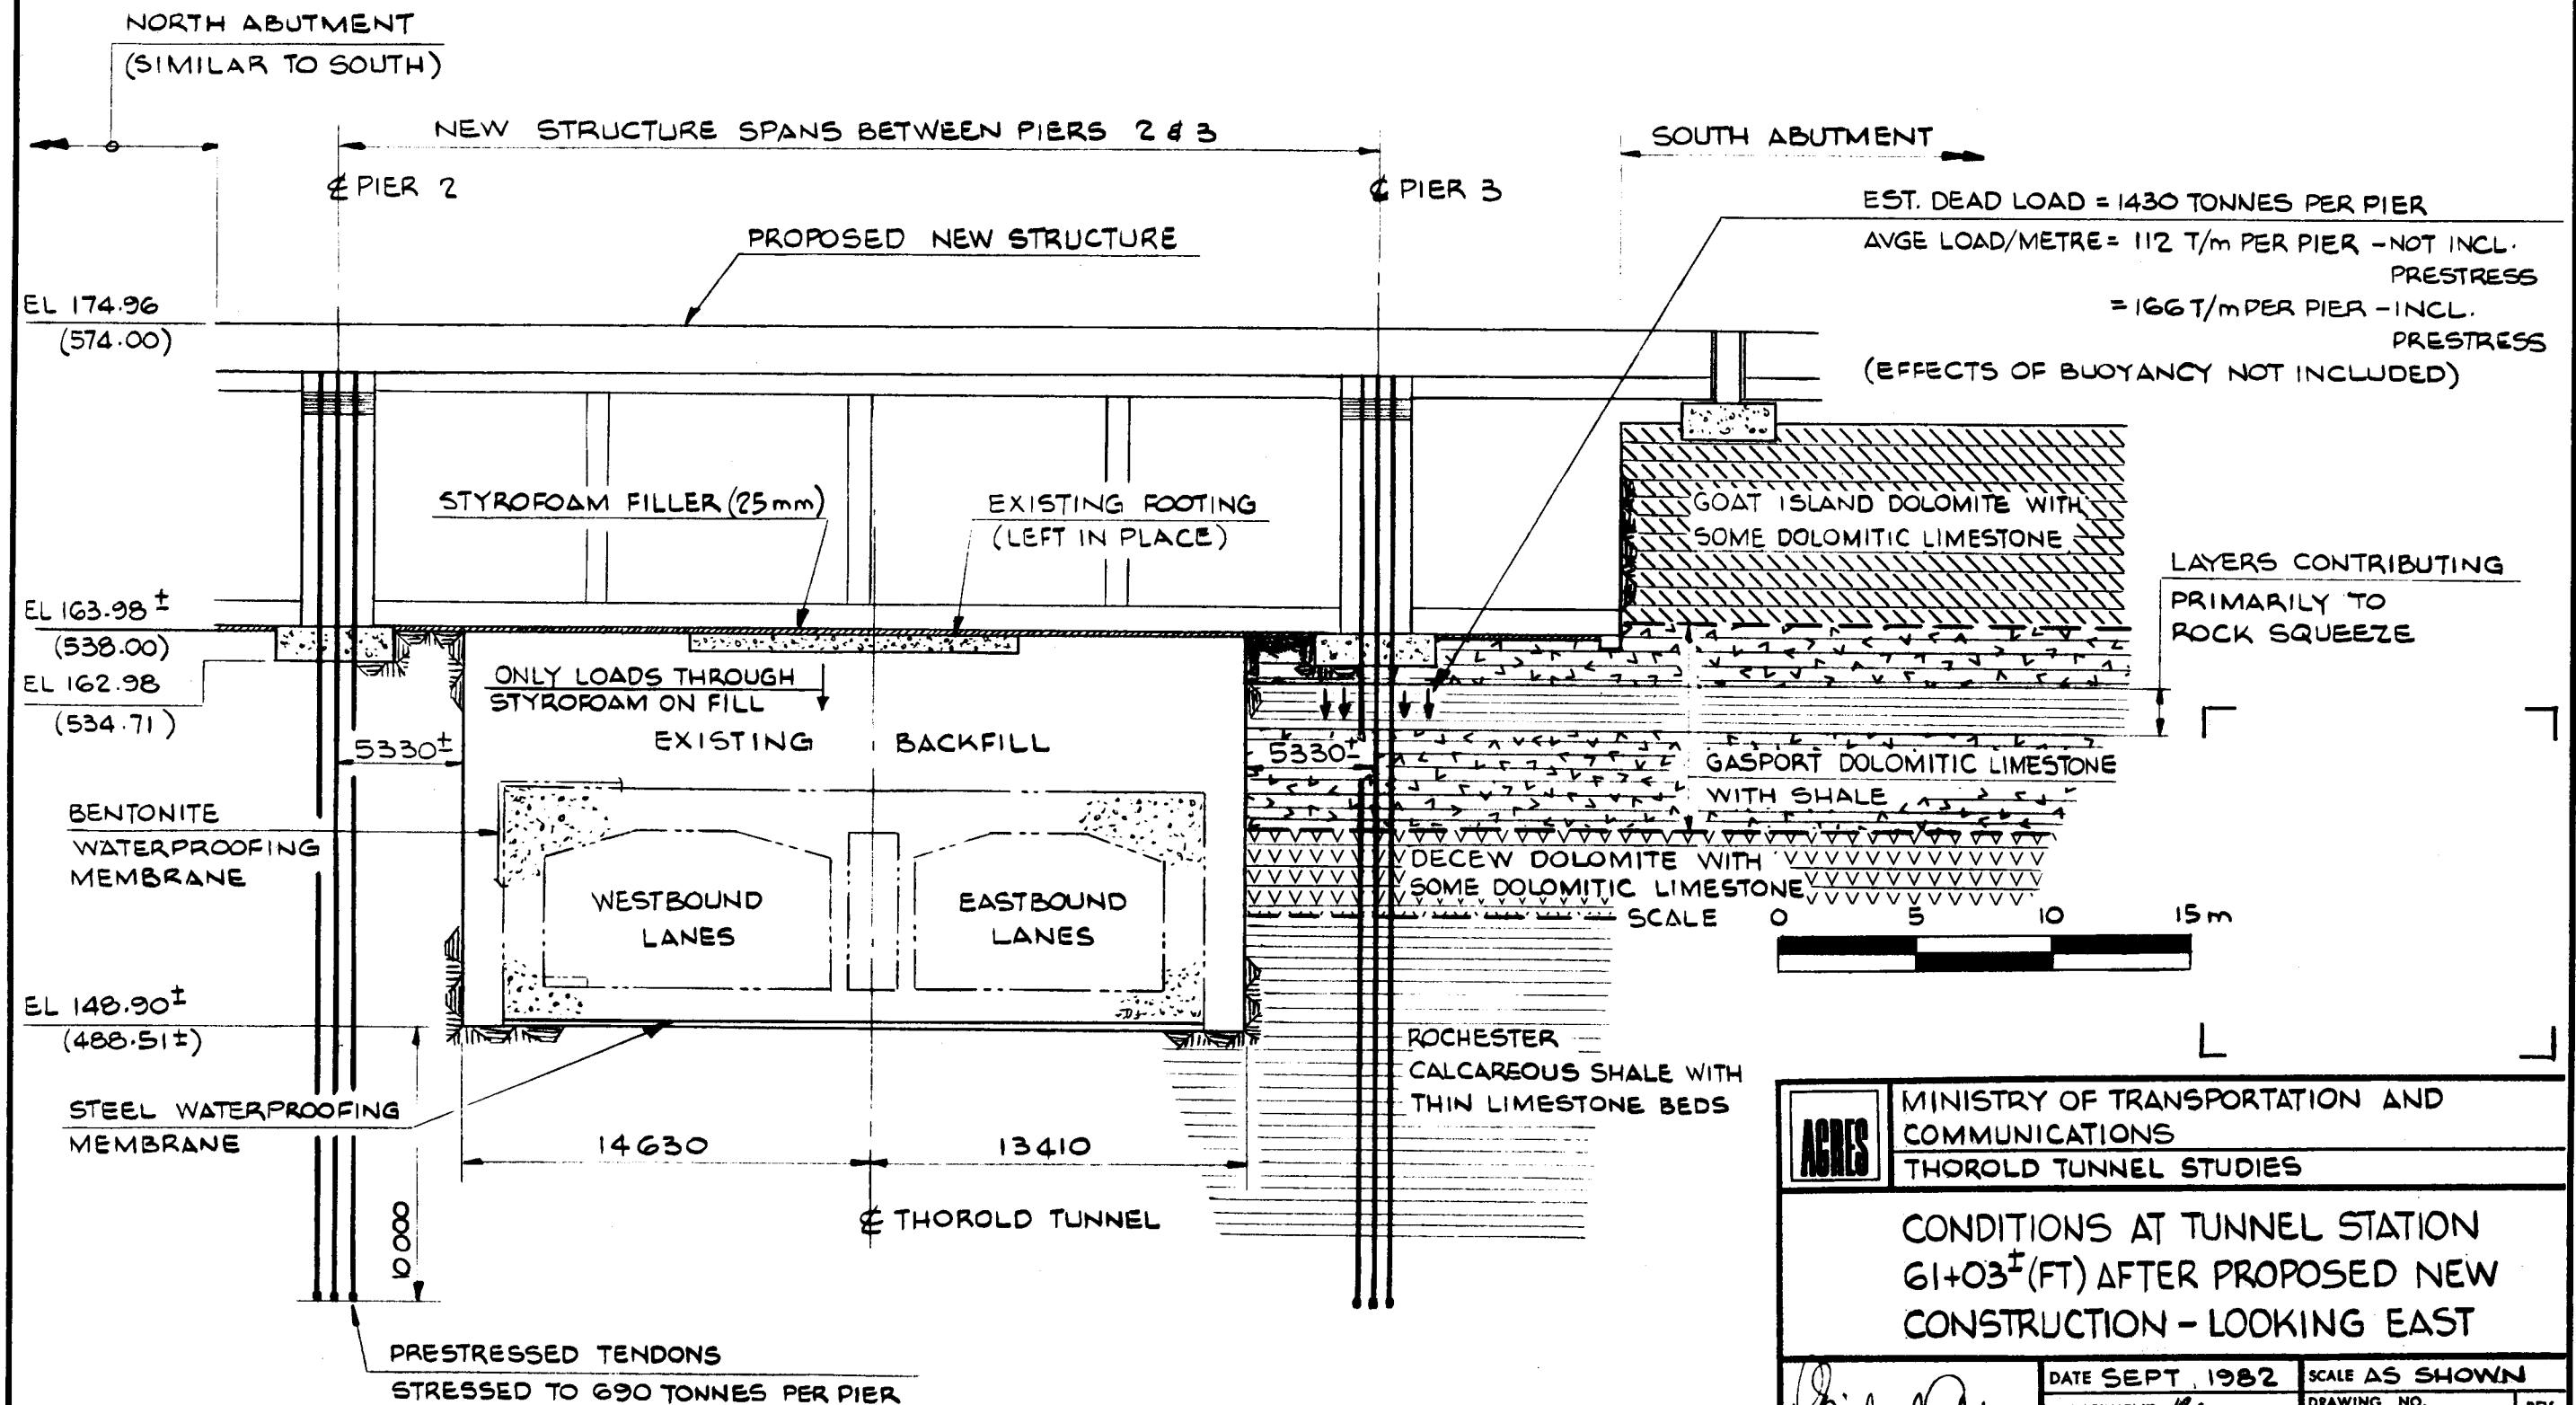 NORTH ABUTMENT
(SIMILAR TO SOUTH)
NEW STRUCTURE SPANS BETWEEN PIERS 2 & 3
SOUTH ABUTMENT
℄ PIER 2
℄ PIER 3
EST. DEAD LOAD = 1430 TONNES PER PIER
AVGE LOAD/METRE = 112 T/m PER PIER - NOT INCL.
PRESTRESS
= 166 T/m PER PIER - INCL.
PRESTRESS
(EFFECTS OF BUOYANCY NOT INCLUDED)
PROPOSED NEW STRUCTURE
EL 174.96
(574.00)
STYROFOAM FILLER (25mm)
EXISTING FOOTING
(LEFT IN PLACE)
GOAT ISLAND DOLOMITE WITH
SOME DOLOMITIC LIMESTONE
LAYERS CONTRIBUTING
PRIMARILY TO
ROCK SQUEEZE
EL 163.98 ±
(538.00)
EL 162.98
(534.71)
ONLY LOADS THROUGH
STYROFOAM ON FILL
EXISTING BACKFILL
5330±
5330±
GASPORT DOLOMITIC LIMESTONE
WITH SHALE
BENTONITE
WATERPROOFING
MEMBRANE
DECEW DOLOMITE WITH
SOME DOLOMITIC LIMESTONE
WESTBOUND
LANES
EASTBOUND
LANES
SCALE 0 5 10 15 m
EL 148.90±
(488.51±)
ROCHESTER
CALCAREOUS SHALE WITH
THIN LIMESTONE BEDS
STEEL WATERPROOFING
MEMBRANE
14630
13410
10000
℄ THOROLD TUNNEL
PRESTRESSED TENDONS
STRESSED TO 690 TONNES PER PIER
ACRES
MINISTRY OF TRANSPORTATION AND
COMMUNICATIONS
THOROLD TUNNEL STUDIES
CONDITIONS AT TUNNEL STATION
61+03±(FT) AFTER PROPOSED NEW
CONSTRUCTION - LOOKING EAST
DATE SEPT, 1982
SCALE AS SHOWN
DRAWING NO.
REV